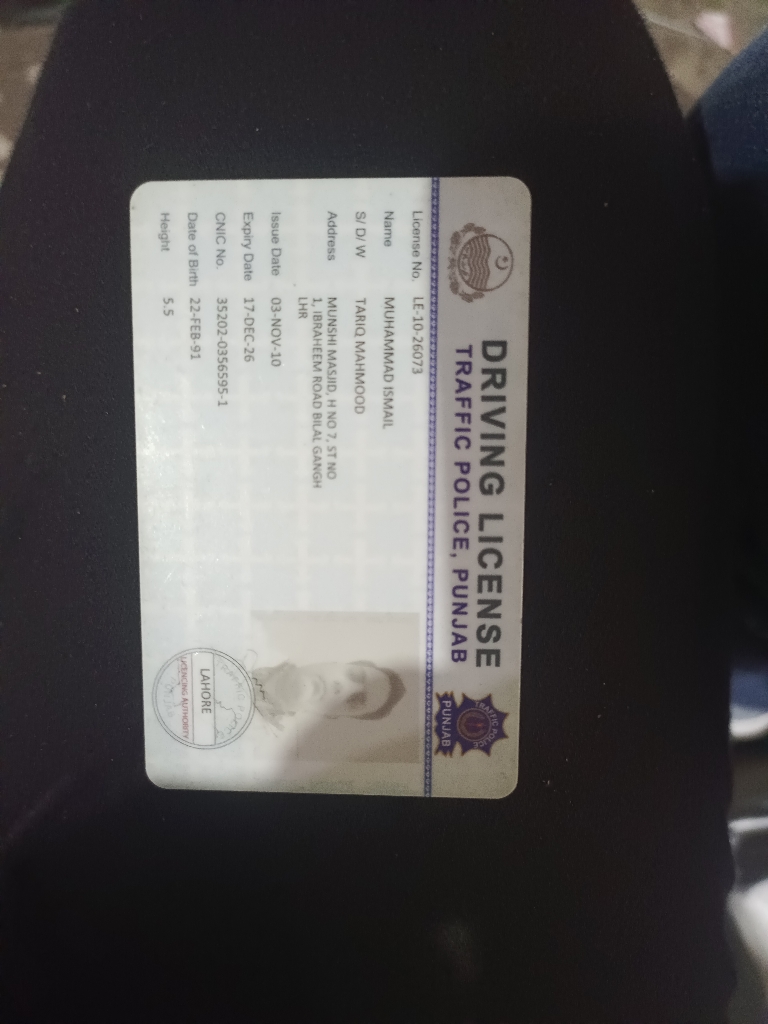 DRIVING LICENSE
TRAFFIC POLICE, PUNJAB
PUNJAB
License No. LE-10-26073
Name MUHAMMAD ISMAIL
S/ D/ W TARIQ MAHMOOD
Address MUNSHI MASJID, H NO 7, ST NO
1, IBRAHEEM ROAD BILAL GANGH
LHR
Issue Date 03-NOV-10
Expiry Date 17-DEC-26
CNIC No. 35202-0356595-1
Date of Birth 22-FEB-91
Height 5.5
LAHORE
LICENCING AUTHORITY